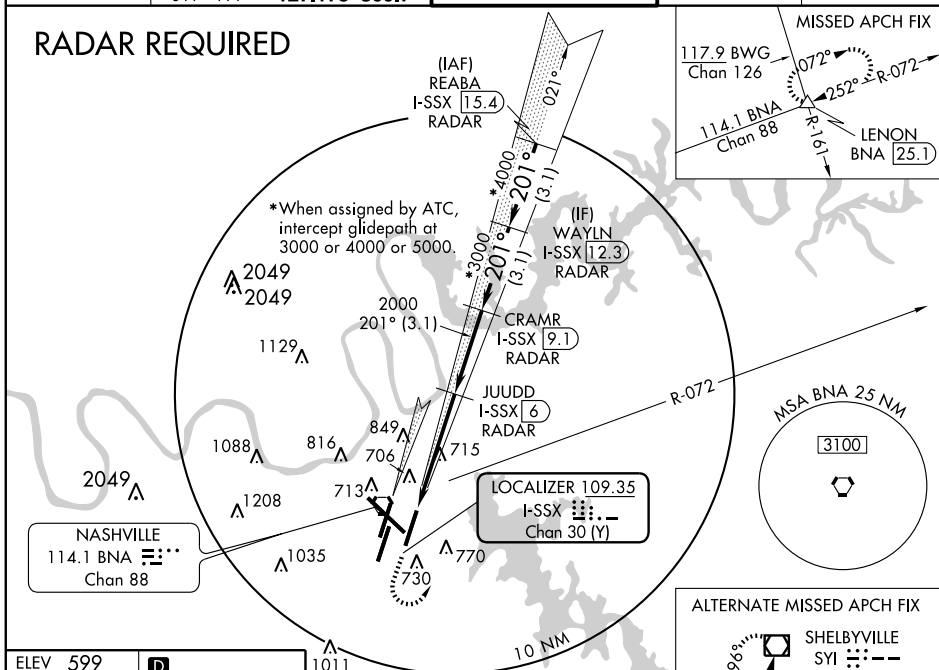 RADAR REQUIRED
(IAF)
REABA
I-SSX 15.4
RADAR
021°
*4000
201°
(3.1)
*When assigned by ATC,
intercept glidepath at
3000 or 4000 or 5000.
(IF)
WAYLN
I-SSX 12.3
RADAR
*3000
201°
(3.1)
2000
201° (3.1)
CRAMR
I-SSX 9.1
RADAR
JUUDD
I-SSX 6
RADAR
2049
2049
1129
849
1088
816
706
715
713
2049
1208
1035
730
770
1011
10 NM
R-072
NASHVILLE
114.1 BNA
Chan 88
LOCALIZER 109.35
I-SSX
Chan 30 (Y)
MISSED APCH FIX
117.9 BWG
Chan 126
072°
252°
R-072
114.1 BNA
Chan 88
R-161
LENON
BNA 25.1
MSA BNA 25 NM
3100
ALTERNATE MISSED APCH FIX
SHELBYVILLE
SYI
ELEV 599
D